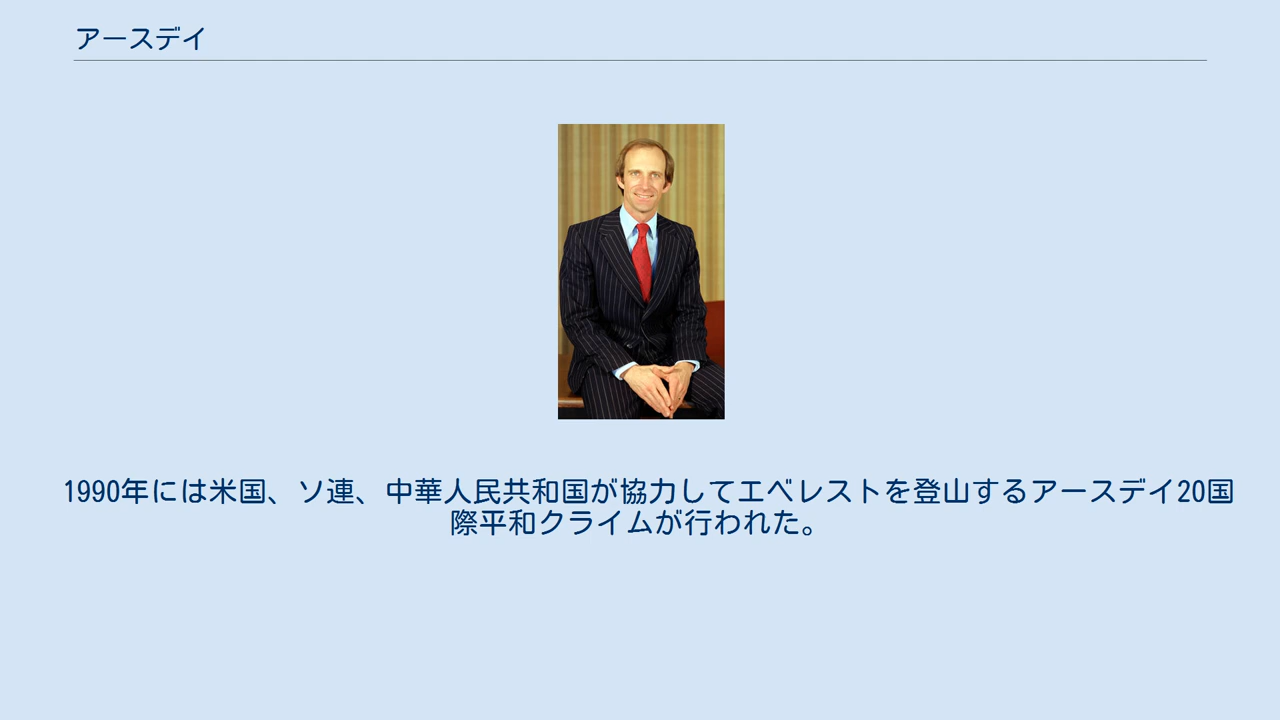 アースデイ
1990年には米国、ソ連、中華人民共和国が協力してエベレストを登山するアースデイ20国
際平和クライムが行われた。